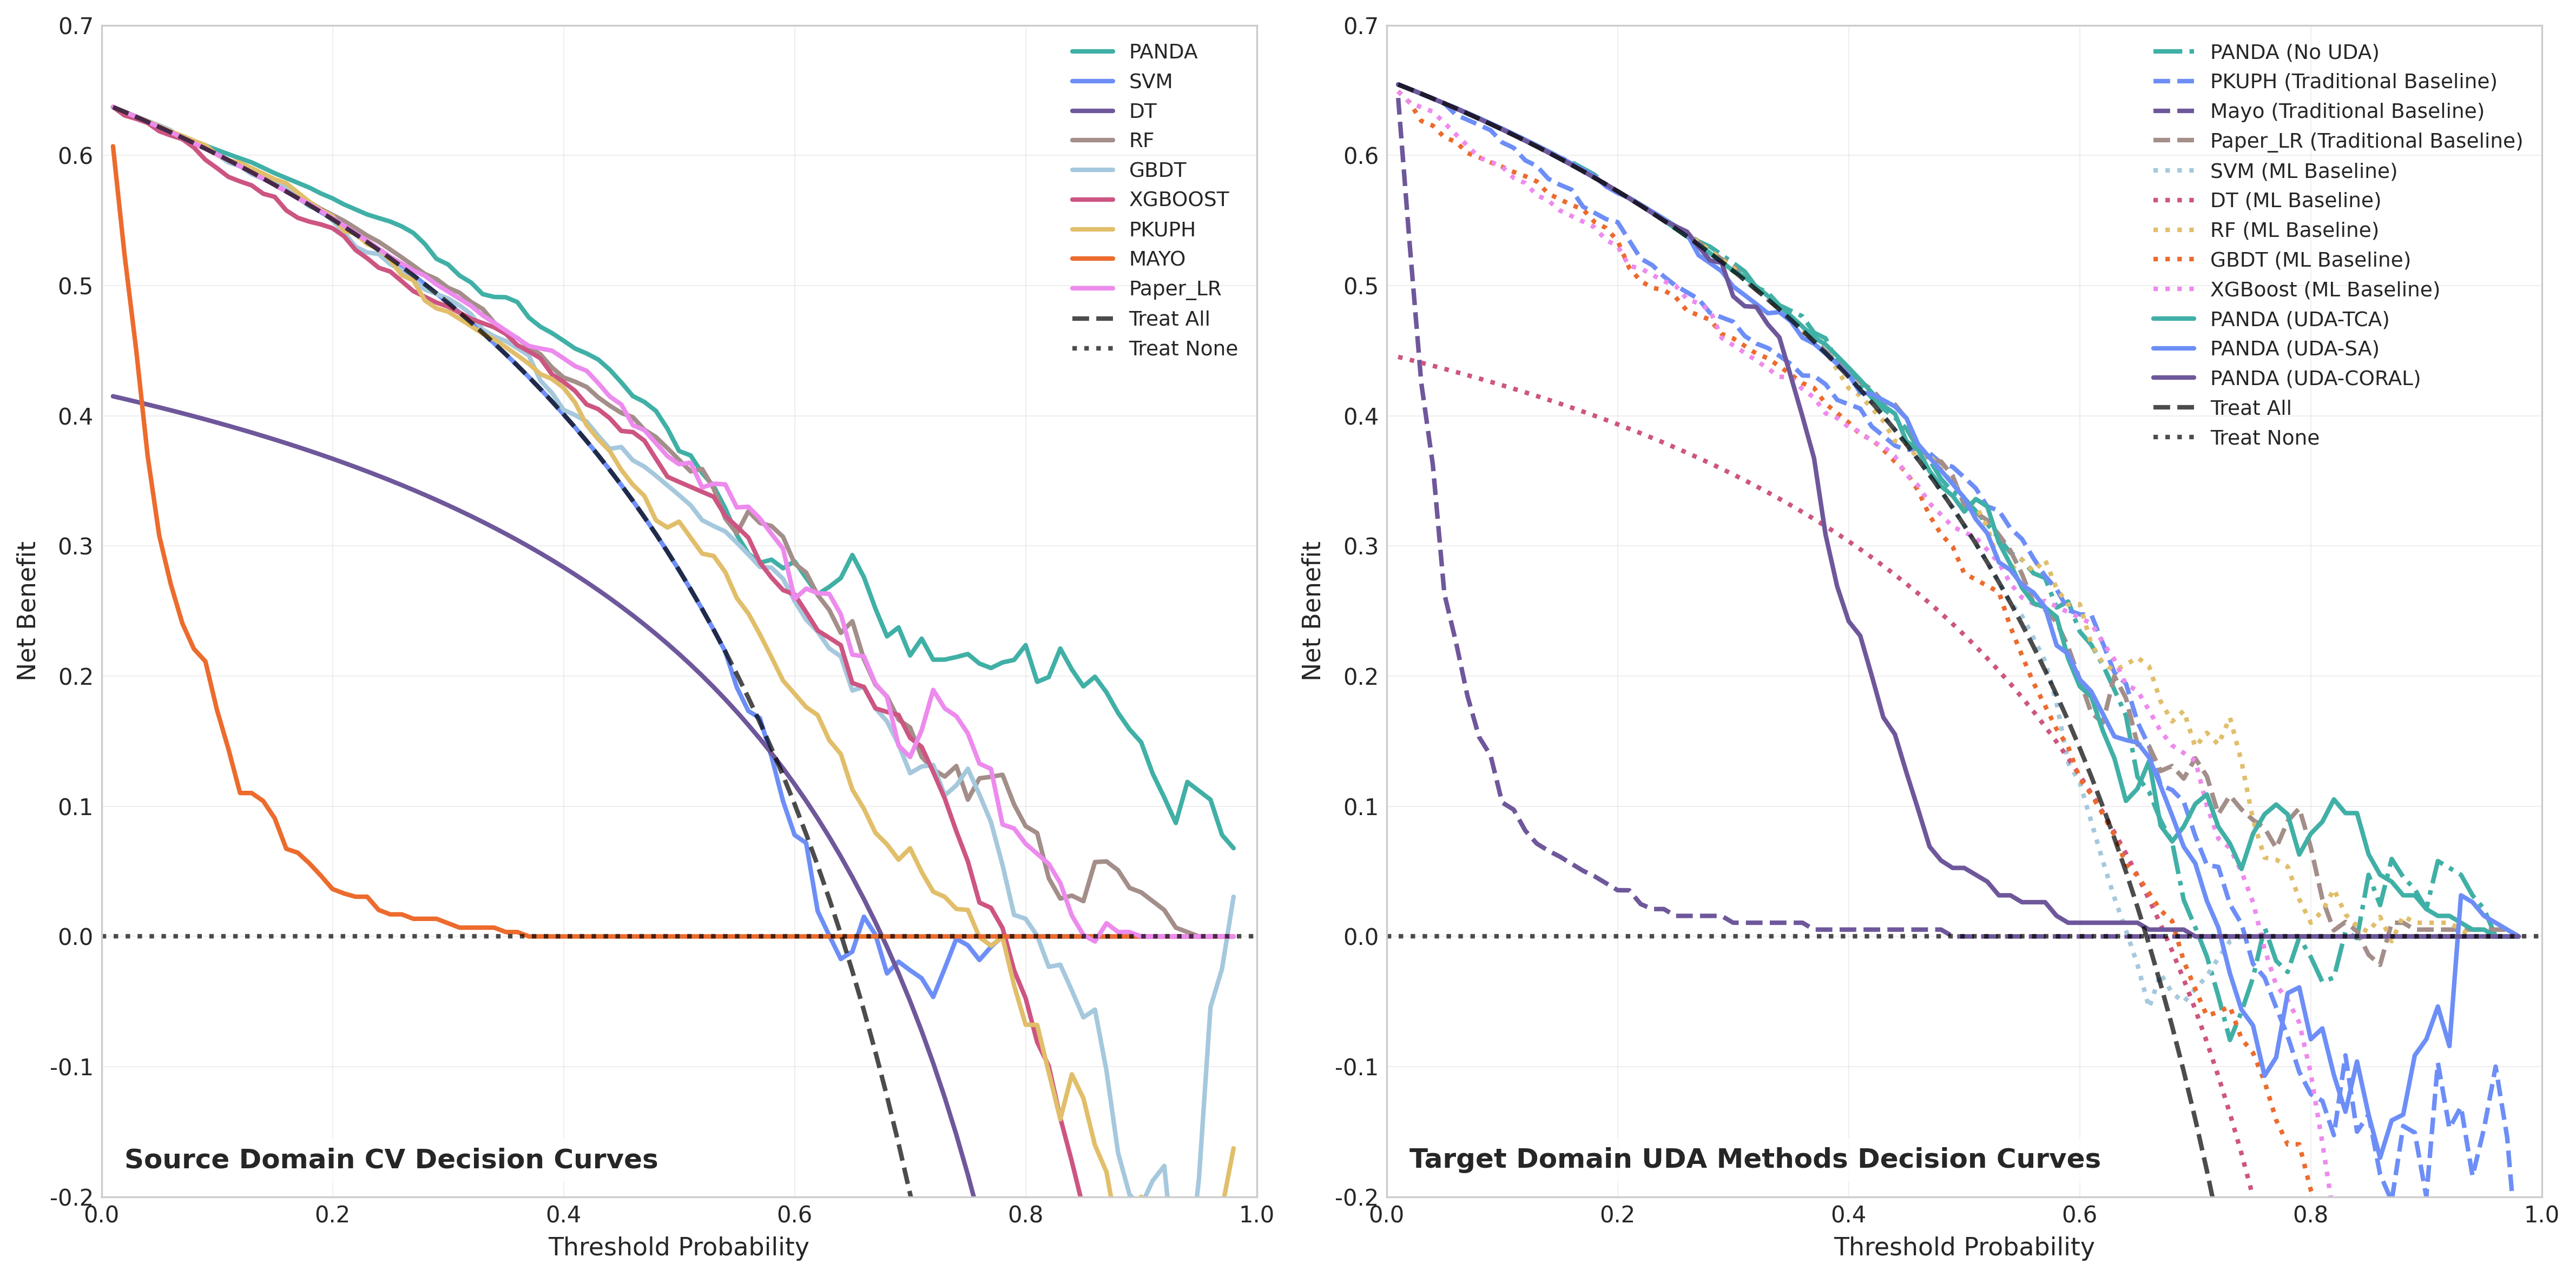 0.7
0.6
0.5
0.4
0.3
0.2
0.1
0.0
-0.1
-0.2
Net Benefit
PANDA
SVM
DT
RF
GBDT
XGBOOST
PKUPH
MAYO
Paper_LR
Treat All
Treat None
Source Domain CV Decision Curves
0.0 0.2 0.4 0.6 0.8 1.0
Threshold Probability
0.7
0.6
0.5
0.4
0.3
0.2
0.1
0.0
-0.1
-0.2
Net Benefit
PANDA (No UDA)
PKUPH (Traditional Baseline)
Mayo (Traditional Baseline)
Paper_LR (Traditional Baseline)
SVM (ML Baseline)
DT (ML Baseline)
RF (ML Baseline)
GBDT (ML Baseline)
XGBoost (ML Baseline)
PANDA (UDA-TCA)
PANDA (UDA-SA)
PANDA (UDA-CORAL)
Treat All
Treat None
Target Domain UDA Methods Decision Curves
0.0 0.2 0.4 0.6 0.8 1.0
Threshold Probability